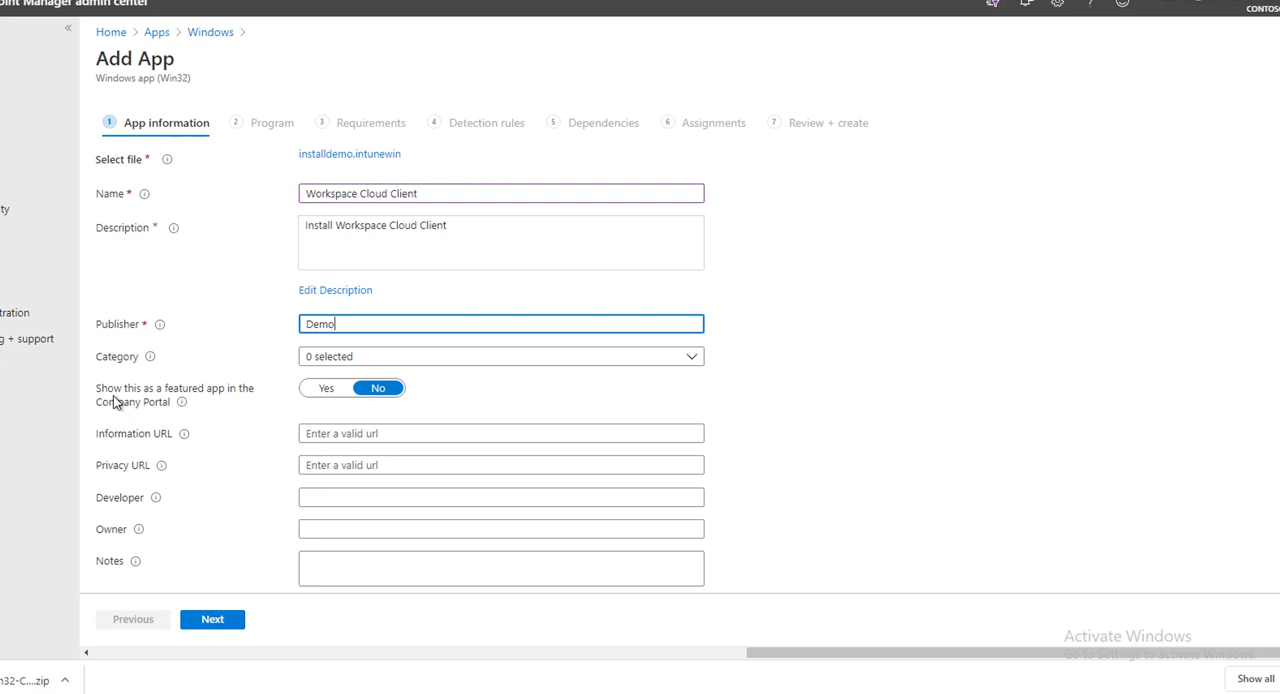 oint Manager admin center
CONTOS
Home > Apps > Windows >
Add App
Windows app (Win32)
1 App information 2 Program 3 Requirements 4 Detection rules 5 Dependencies 6 Assignments 7 Review + create
Select file * installdemo.intunewin
Name * Workspace Cloud Client
ty
Description * Install Workspace Cloud Client
Edit Description
tration
Publisher * Demo
g + support
Category 0 selected
Show this as a featured app in the Yes No
Company Portal
Information URL Enter a valid url
Privacy URL Enter a valid url
Developer
Owner
Notes
Previous Next
Activate Windows
Go to Settings to activate Windows.
n32-C....zip
Show all